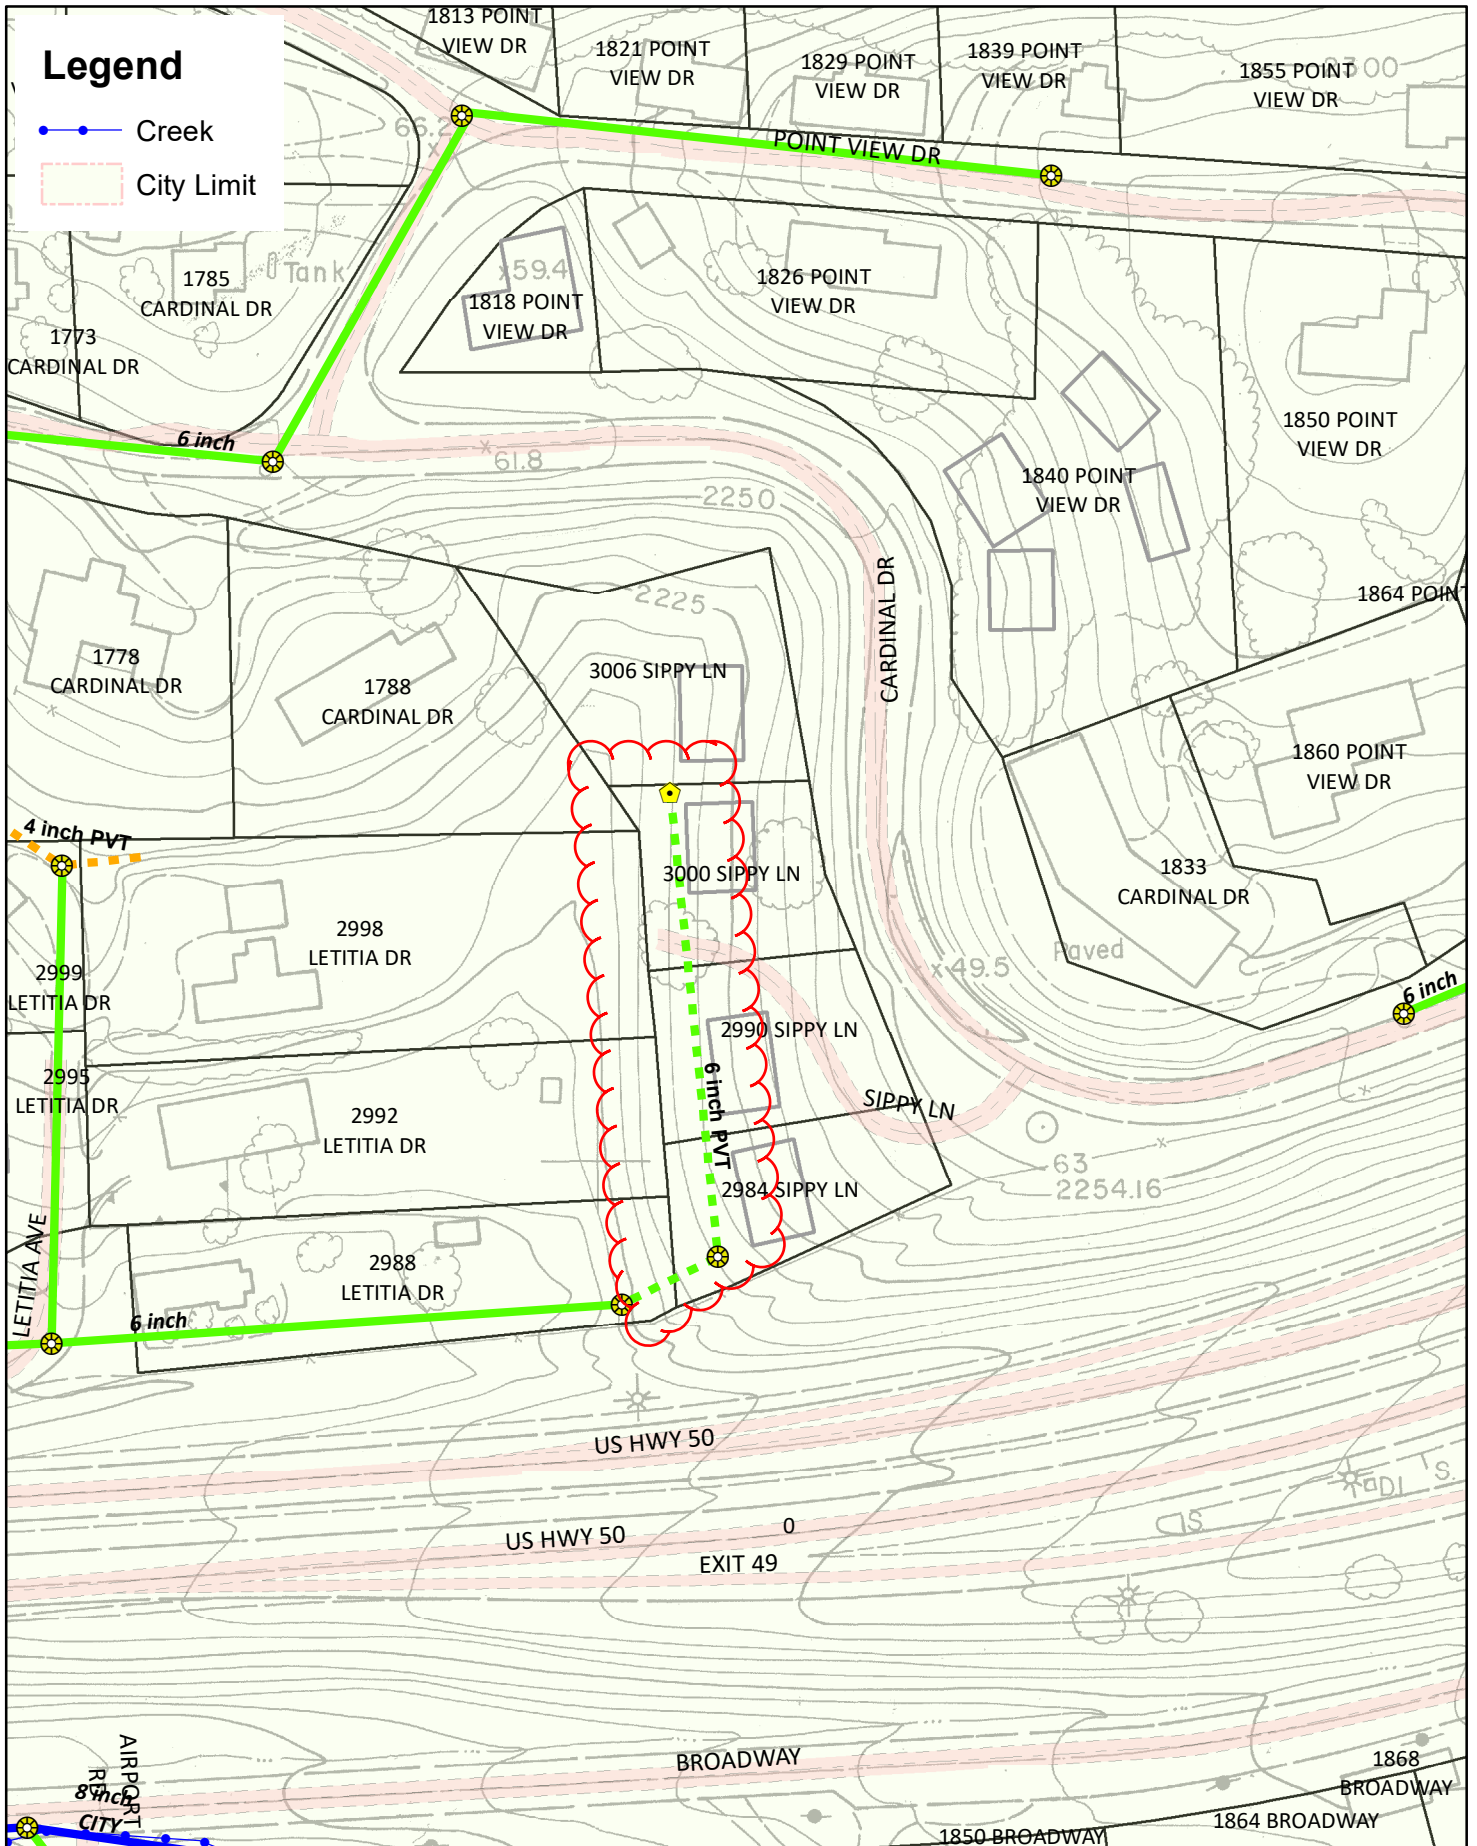 Legend
Creek
City Limit
1813 POINT
VIEW DR
1821 POINT
VIEW DR
1829 POINT
VIEW DR
1839 POINT
VIEW DR
1855 POINT
VIEW DR
66.2
POINT VIEW DR
1785
CARDINAL DR
Tank
x59.4
1818 POINT
VIEW DR
1826 POINT
VIEW DR
1773
CARDINAL DR
6 inch
x61.8
2250
1850 POINT
VIEW DR
1840 POINT
VIEW DR
CARDINAL DR
2225
1864 POINT
1778
CARDINAL DR
1788
CARDINAL DR
3006 SIPPY LN
1860 POINT
VIEW DR
4 inch PVT
3000 SIPPY LN
1833
CARDINAL DR
2998
LETITIA DR
Paved
x49.5
2999
LETITIA DR
6 inch
2990 SIPPY LN
2995
LETITIA DR
6 inch PVT
SIPPY LN
2992
LETITIA DR
63
2254.16
2984 SIPPY LN
LETITIA AVE
2988
LETITIA DR
6 inch
US HWY 50
S.
DI
S
0
US HWY 50
EXIT 49
BROADWAY
AIRPORT
8 inch
CITY
1868
BROADWAY
1864 BROADWAY
1850 BROADWAY